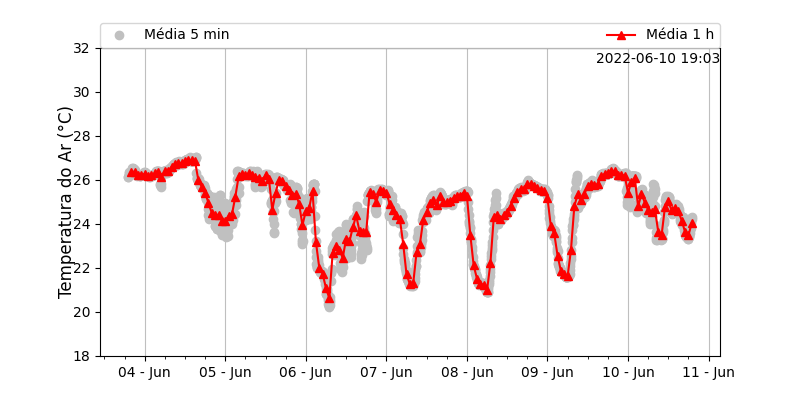 Média 5 min
Média 1 h
2022-06-10 19:03
Temperatura do Ar (°C)
32
30
28
26
24
22
20
18
04 - Jun
05 - Jun
06 - Jun
07 - Jun
08 - Jun
09 - Jun
10 - Jun
11 - Jun